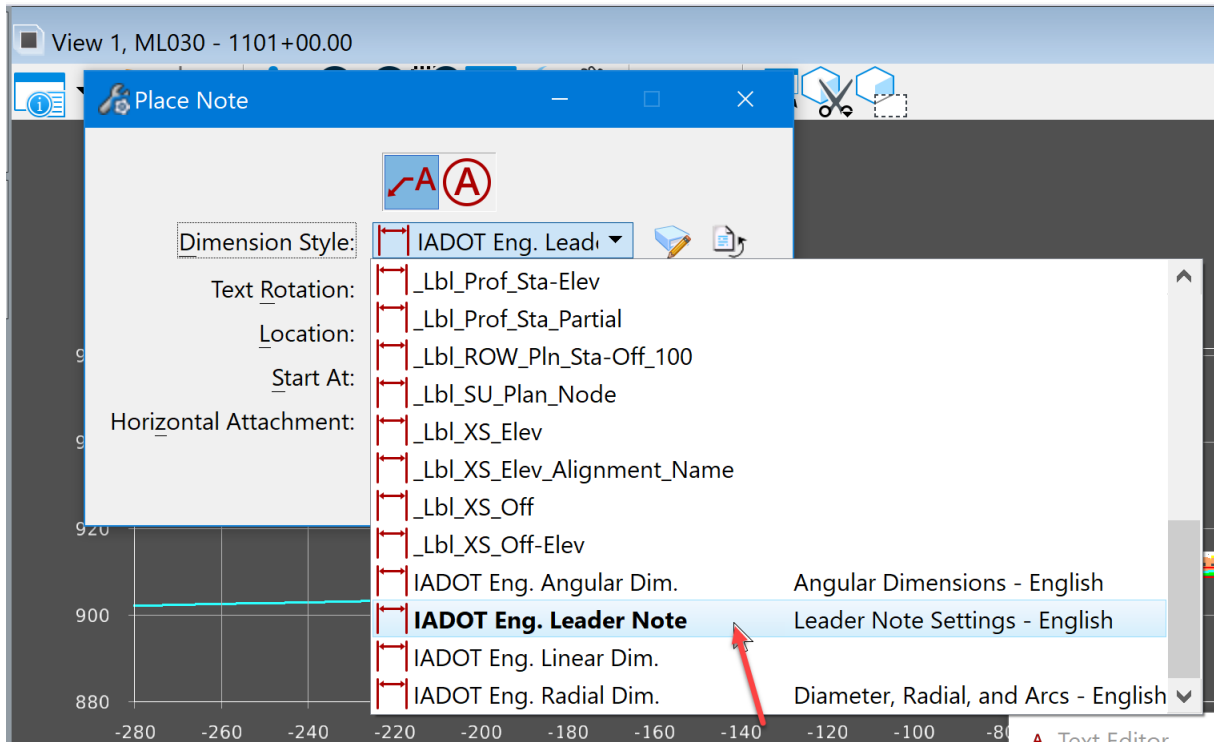 View 1, ML030 - 1101+00.00
Place Note
A A
Dimension Style: IADOT Eng. Lead
Text Rotation:
Location:
Start At:
Horizontal Attachment:
_Lbl_Prof_Sta-Elev
_Lbl_Prof_Sta_Partial
_Lbl_ROW_Pln_Sta-Off_100
_Lbl_SU_Plan_Node
_Lbl_XS_Elev
_Lbl_XS_Elev_Alignment_Name
_Lbl_XS_Off
_Lbl_XS_Off-Elev
IADOT Eng. Angular Dim. Angular Dimensions - English
IADOT Eng. Leader Note Leader Note Settings - English
IADOT Eng. Linear Dim.
IADOT Eng. Radial Dim. Diameter, Radial, and Arcs - English
920
900
880
-280 -260 -240 -220 -200 -180 -160 -140 -120 -100
A Text Editor